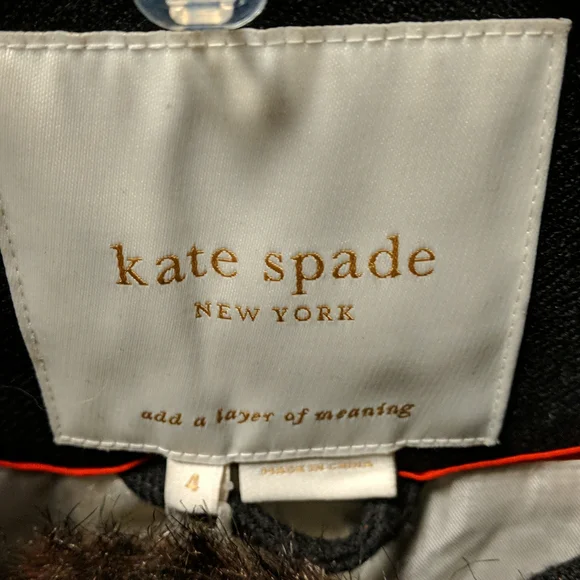 kate spade
NEW YORK
add a layer of meaning
4
MADE IN CHINA